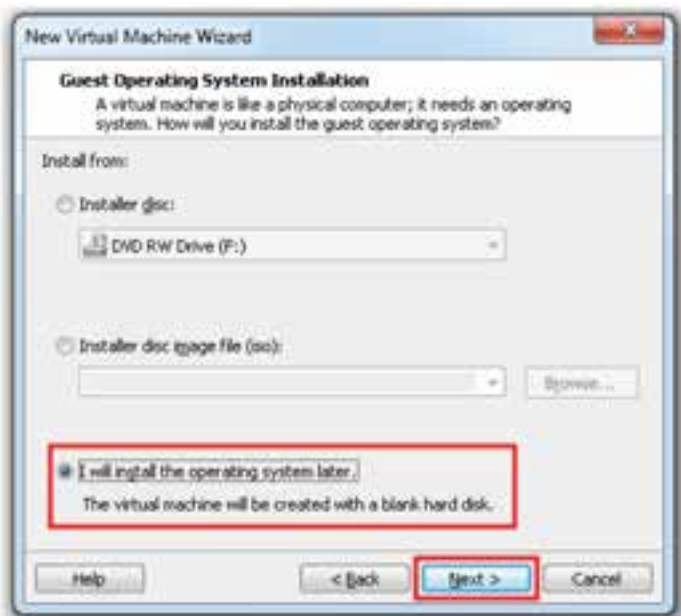 New Virtual Machine Wizard
Guest Operating System Installation
A virtual machine is like a physical computer; it needs an operating
system. How will you install the guest operating system?
Install from:
Installer disc:
DVD RW Drive (F:)
Installer disc image file (iso):
Browse...
I will install the operating system later.
The virtual machine will be created with a blank hard disk.
Help
< Back
Next >
Cancel